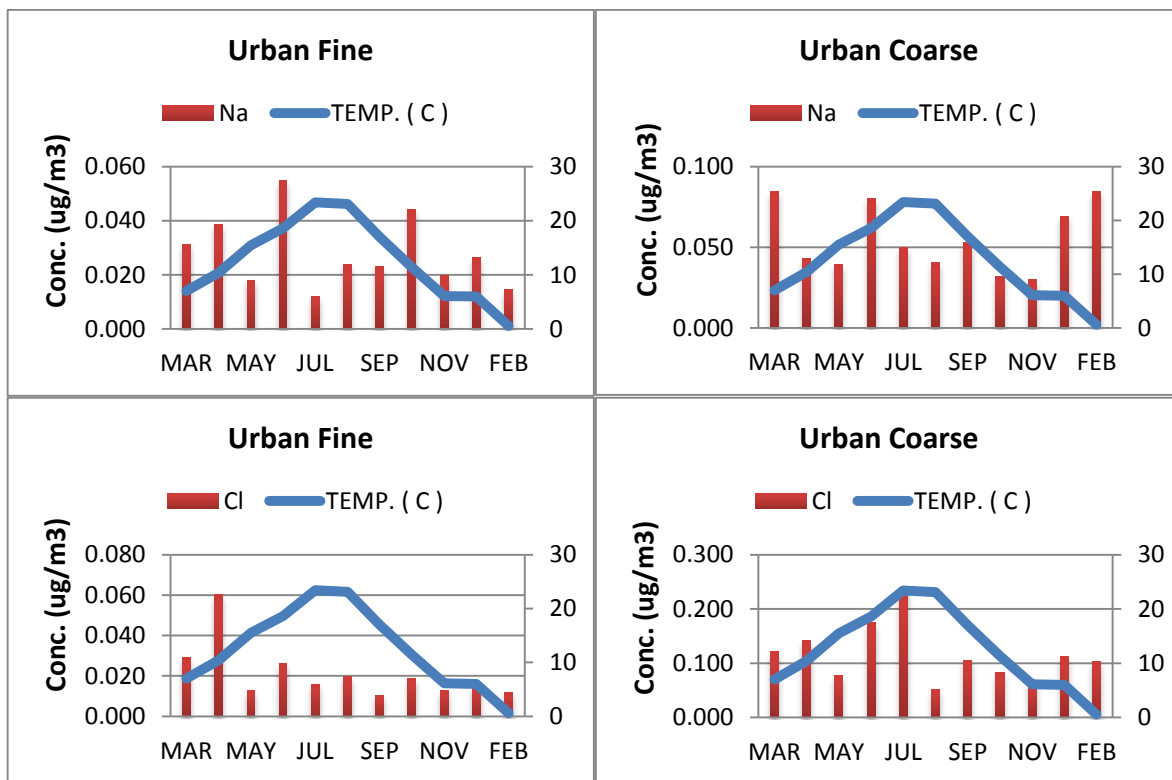 Urban Fine
Na TEMP. ( C )
Conc. (ug/m3)
0.060 30
0.040 20
0.020 10
0.000 0
MAR MAY JUL SEP NOV FEB
Urban Coarse
Na TEMP. ( C )
Conc. (ug/m3)
0.100 30
20
0.050
10
0.000 0
MAR MAY JUL SEP NOV FEB
Urban Fine
Cl TEMP. ( C )
Conc. (ug/m3)
0.080 30
0.060 20
0.040
0.020 10
0.000 0
MAR MAY JUL SEP NOV FEB
Urban Coarse
Cl TEMP. ( C )
Conc. (ug/m3)
0.300 30
0.200 20
0.100 10
0.000 0
MAR MAY JUL SEP NOV FEB